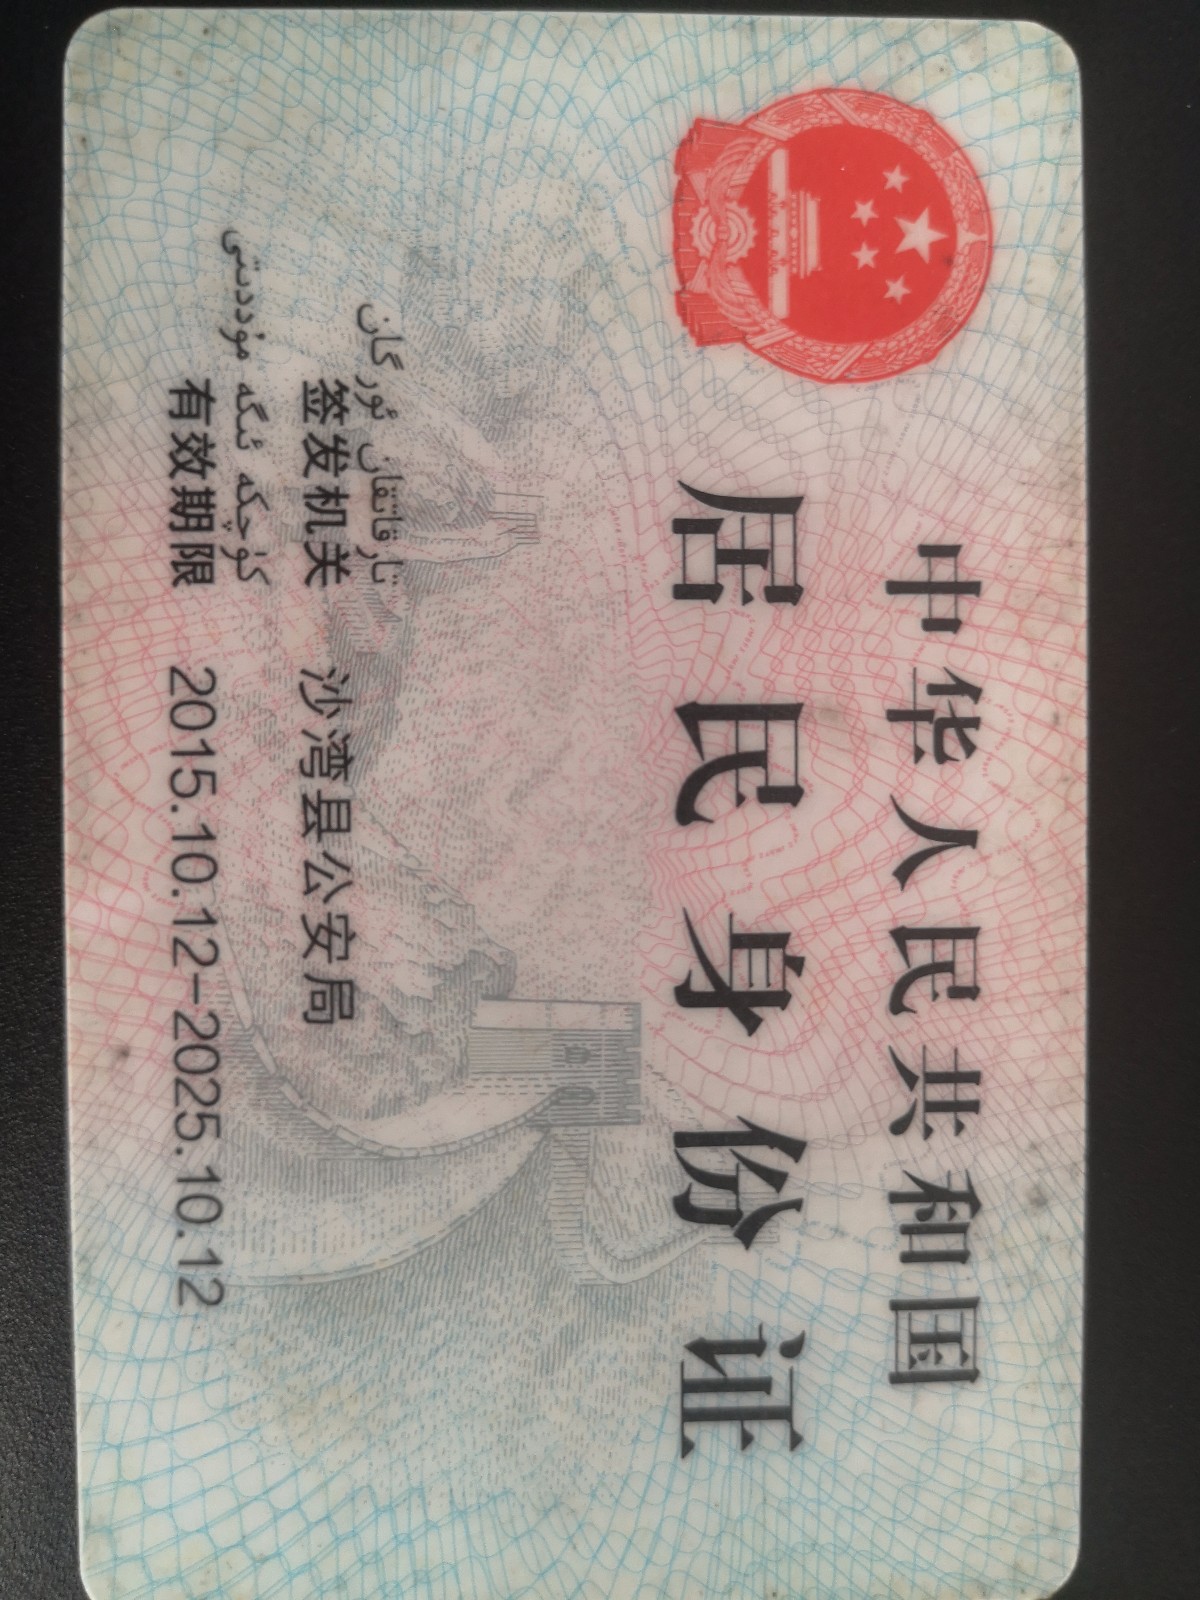 中华人民共和国
居民身份证
تارقاتقان ئورگان
签发机关 沙湾县公安局
كۈچكە ئىگە مۇددىتى
有效期限 2015.10.12-2025.10.12